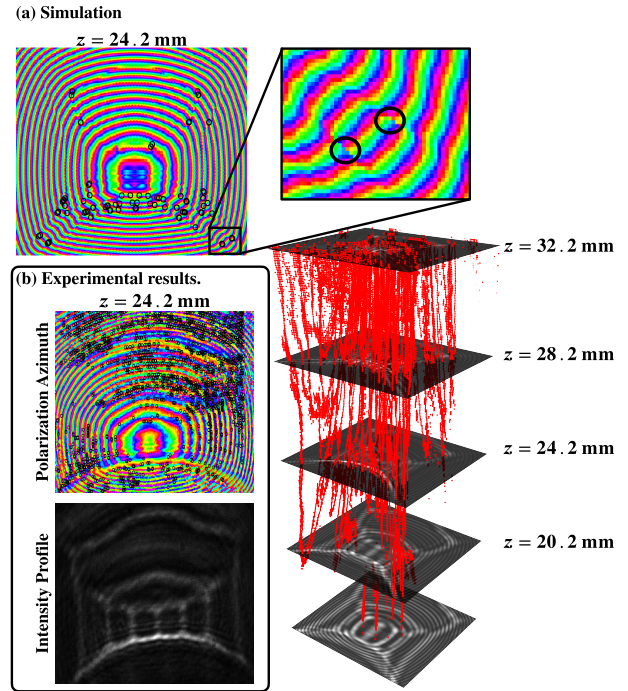 (a) Simulation
z = 24 . 2 mm
z = 32 . 2 mm
(b) Experimental results.
z = 24 . 2 mm
Polarization Azimuth
z = 28 . 2 mm
z = 24 . 2 mm
Intensity Profile
z = 20 . 2 mm